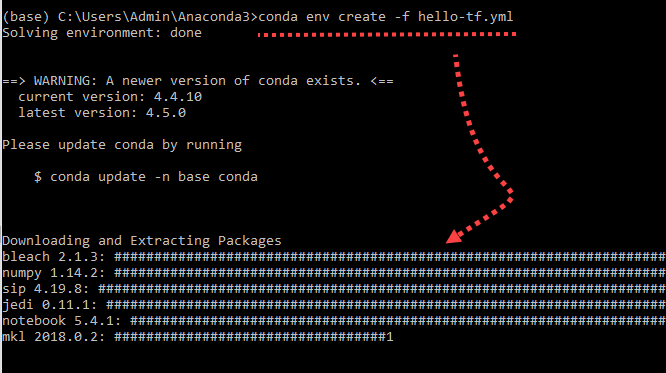 (base) C:\Users\Admin\Anaconda3>conda env create -f hello-tf.yml
Solving environment: done
==> WARNING: A newer version of conda exists. <==
current version: 4.4.10
latest version: 4.5.0
Please update conda by running
$ conda update -n base conda
Downloading and Extracting Packages
bleach 2.1.3: ######################################################################
numpy 1.14.2: ######################################################################
sip 4.19.8: ########################################################################
jedi 0.11.1: #######################################################################
notebook 5.4.1: ####################################################################
mkl 2018.0.2: ##################################1